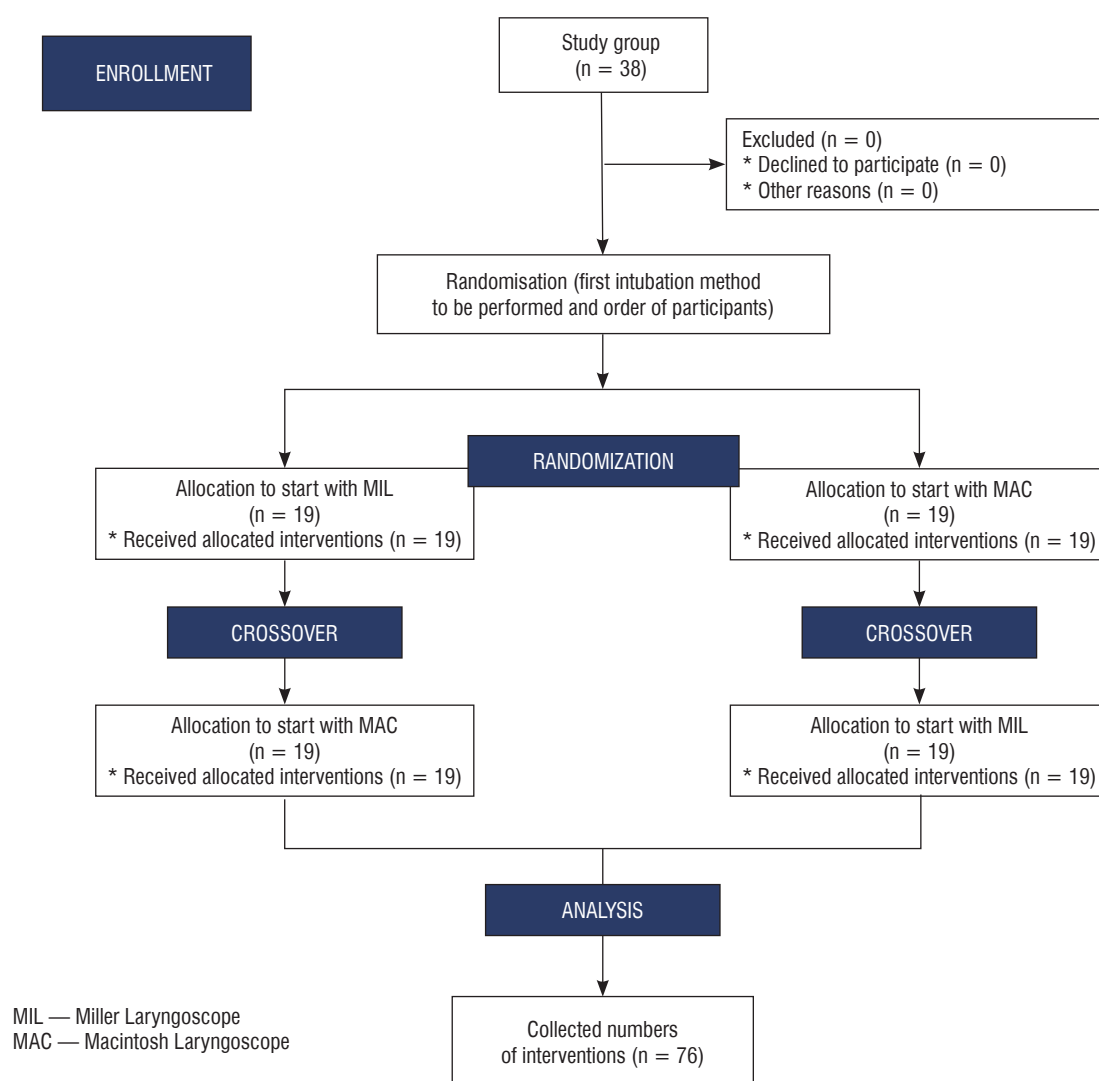 ENROLLMENT
Study group
(n = 38)
Excluded (n = 0)
* Declined to participate (n = 0)
* Other reasons (n = 0)
Randomisation (first intubation method
to be performed and order of participants)
RANDOMIZATION
Allocation to start with MIL
(n = 19)
* Received allocated interventions (n = 19)
Allocation to start with MAC
(n = 19)
* Received allocated interventions (n = 19)
CROSSOVER
CROSSOVER
Allocation to start with MAC
(n = 19)
* Received allocated interventions (n = 19)
Allocation to start with MIL
(n = 19)
* Received allocated interventions (n = 19)
ANALYSIS
Collected numbers
of interventions (n = 76)
MIL — Miller Laryngoscope
MAC — Macintosh Laryngoscope